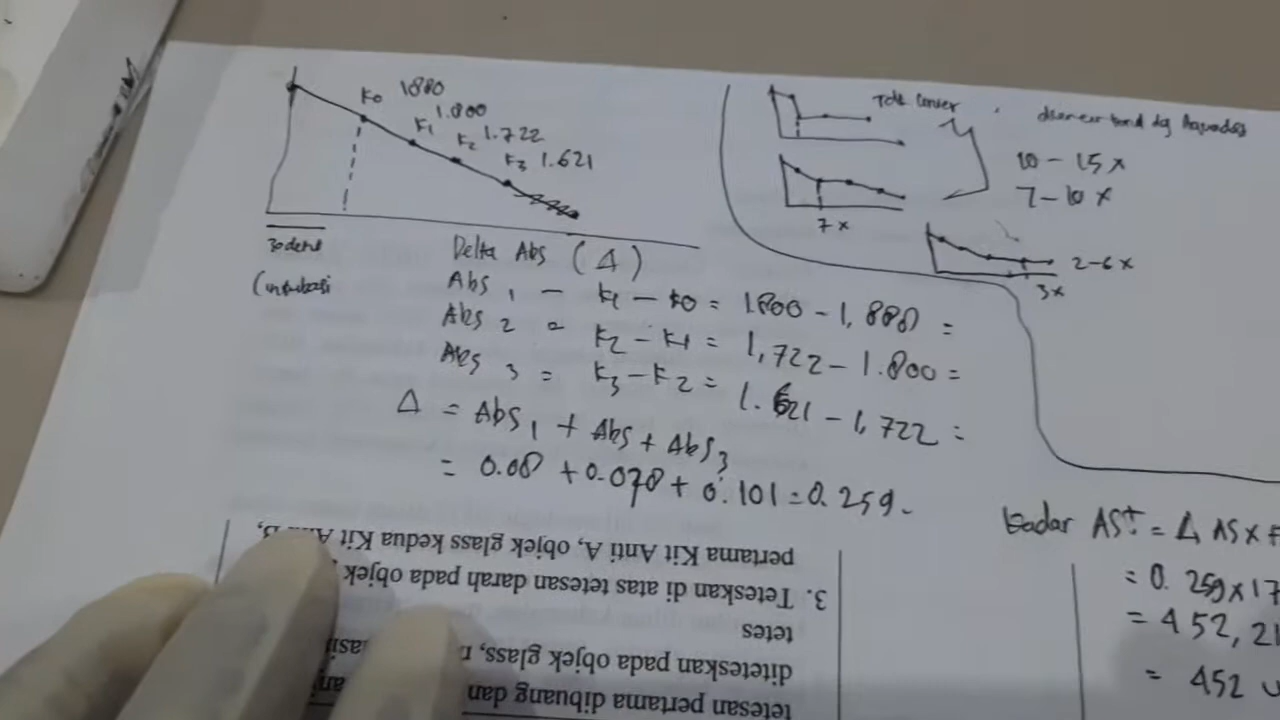 K0 1880
K1 1.800
K2 1.722
K3 1.621
30 detik
Inkubasi
10 - 15 x
7 - 10 x
7 x
2-6 x
3x
Delta Abs (Δ)
Abs 1 - K1 - K0 = 1.800 - 1,880 =
Abs 2 = K2 - K1 = 1,722 - 1.800 =
Abs 3 = K3 - K2 = 1.621 - 1,722 =
Δ = Abs1 + Abs + Abs3
= 0.08 + 0.078 + 0.101 = 0.259.
Kadar AST = Δ AS x F
= 0.259 x 17
= 452,21
= 452 U
pertama Kit Anti A, objek glass kedua Kit B,
3. Teteskan di atas tetesan darah pada objek
tetes
diteteskan pada objek glass,
tetesan pertama dibuang dan